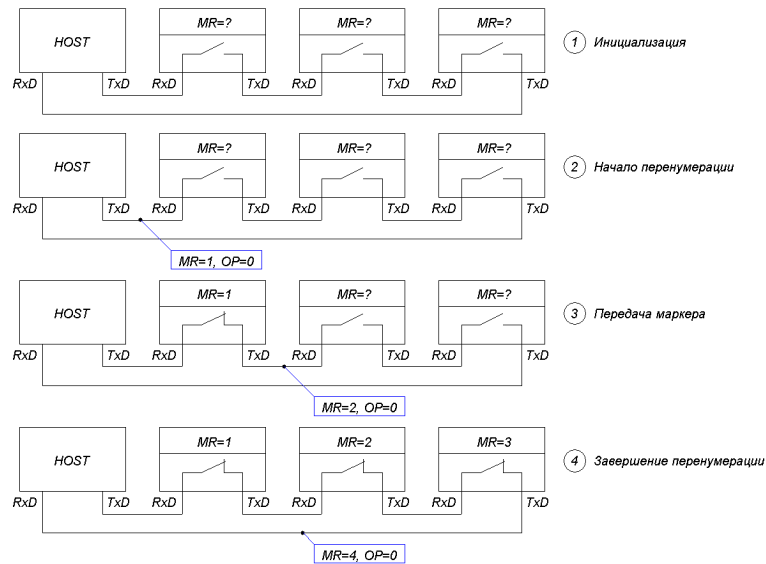 HOST MR=? MR=? MR=? 1 Инициализация
RxD TxD RxD TxD RxD TxD RxD TxD
HOST MR=? MR=? MR=? 2 Начало перенумерации
RxD TxD RxD TxD RxD TxD RxD TxD
MR=1, OP=0
HOST MR=1 MR=? MR=? 3 Передача маркера
RxD TxD RxD TxD RxD TxD RxD TxD
MR=2, OP=0
HOST MR=1 MR=2 MR=3 4 Завершение перенумерации
RxD TxD RxD TxD RxD TxD RxD TxD
MR=4, OP=0